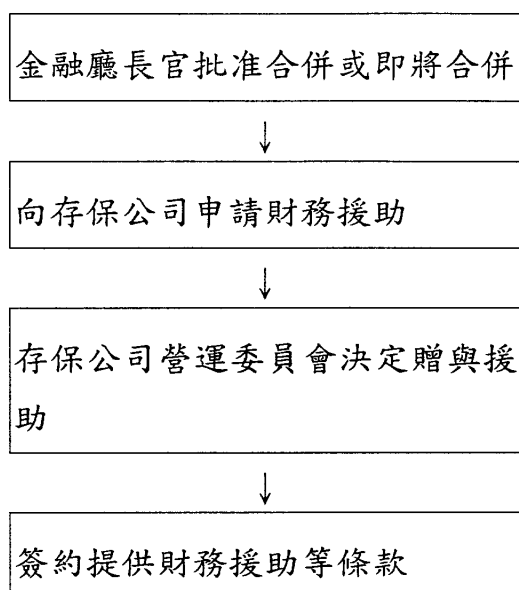 金融廳長官批准合併或即將合併
↓
向存保公司申請財務援助
↓
存保公司營運委員會決定贈與援
助
↓
簽約提供財務援助等條款